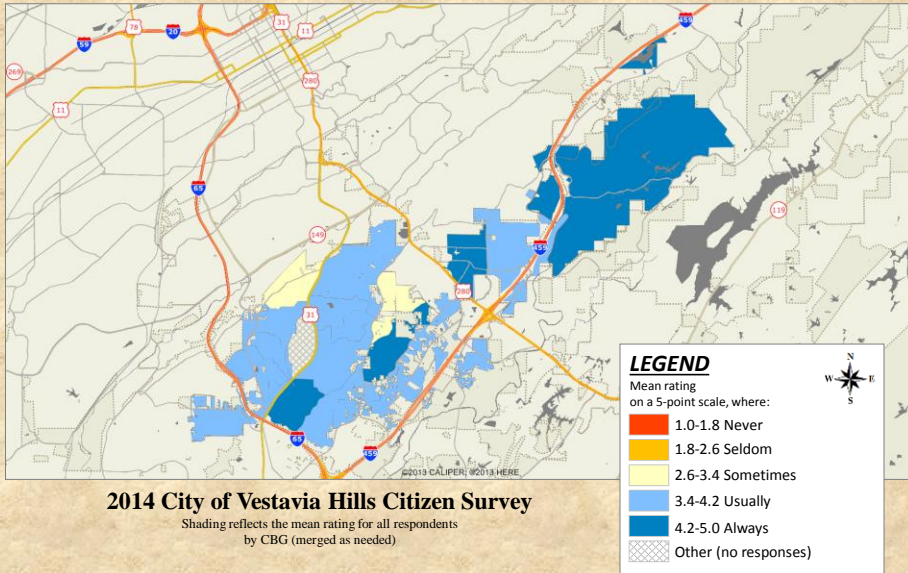 31
459
78
11
59
20
280
269
11
65
119
149
459
280
31
65
459
©2013 CALIPER; ©2013 HERE
LEGEND
Mean rating
on a 5-point scale, where:
N
W
E
S
1.0-1.8 Never
1.8-2.6 Seldom
2.6-3.4 Sometimes
3.4-4.2 Usually
4.2-5.0 Always
Other (no responses)
2014 City of Vestavia Hills Citizen Survey
Shading reflects the mean rating for all respondents
by CBG (merged as needed)